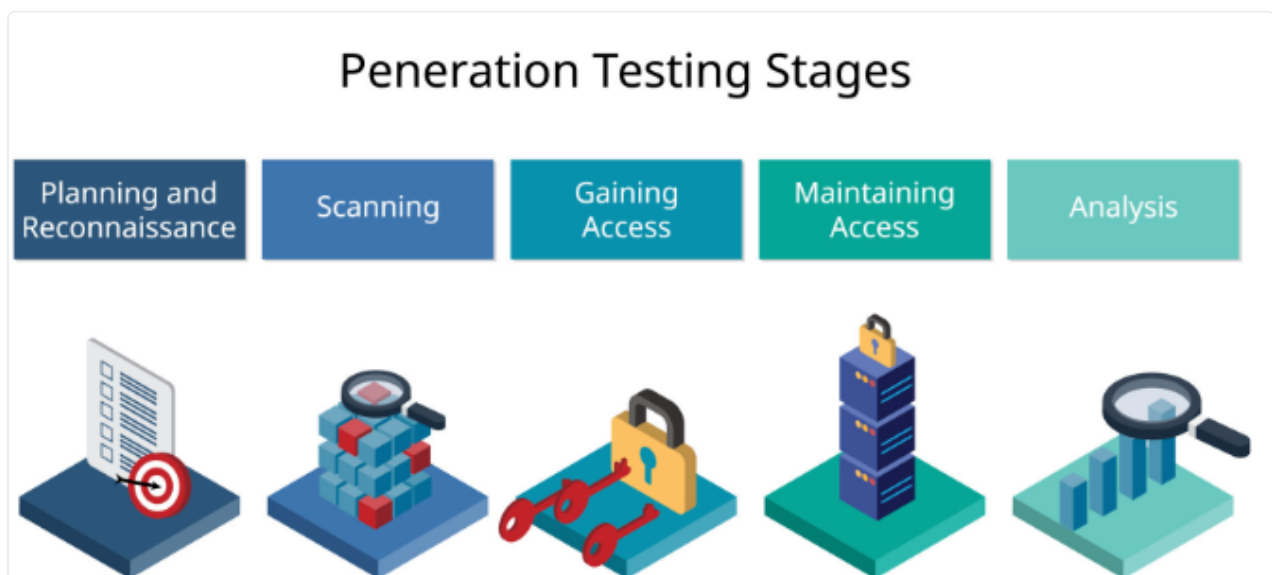 Peneration Testing Stages
Planning and
Reconnaissance
Scanning
Gaining
Access
Maintaining
Access
Analysis